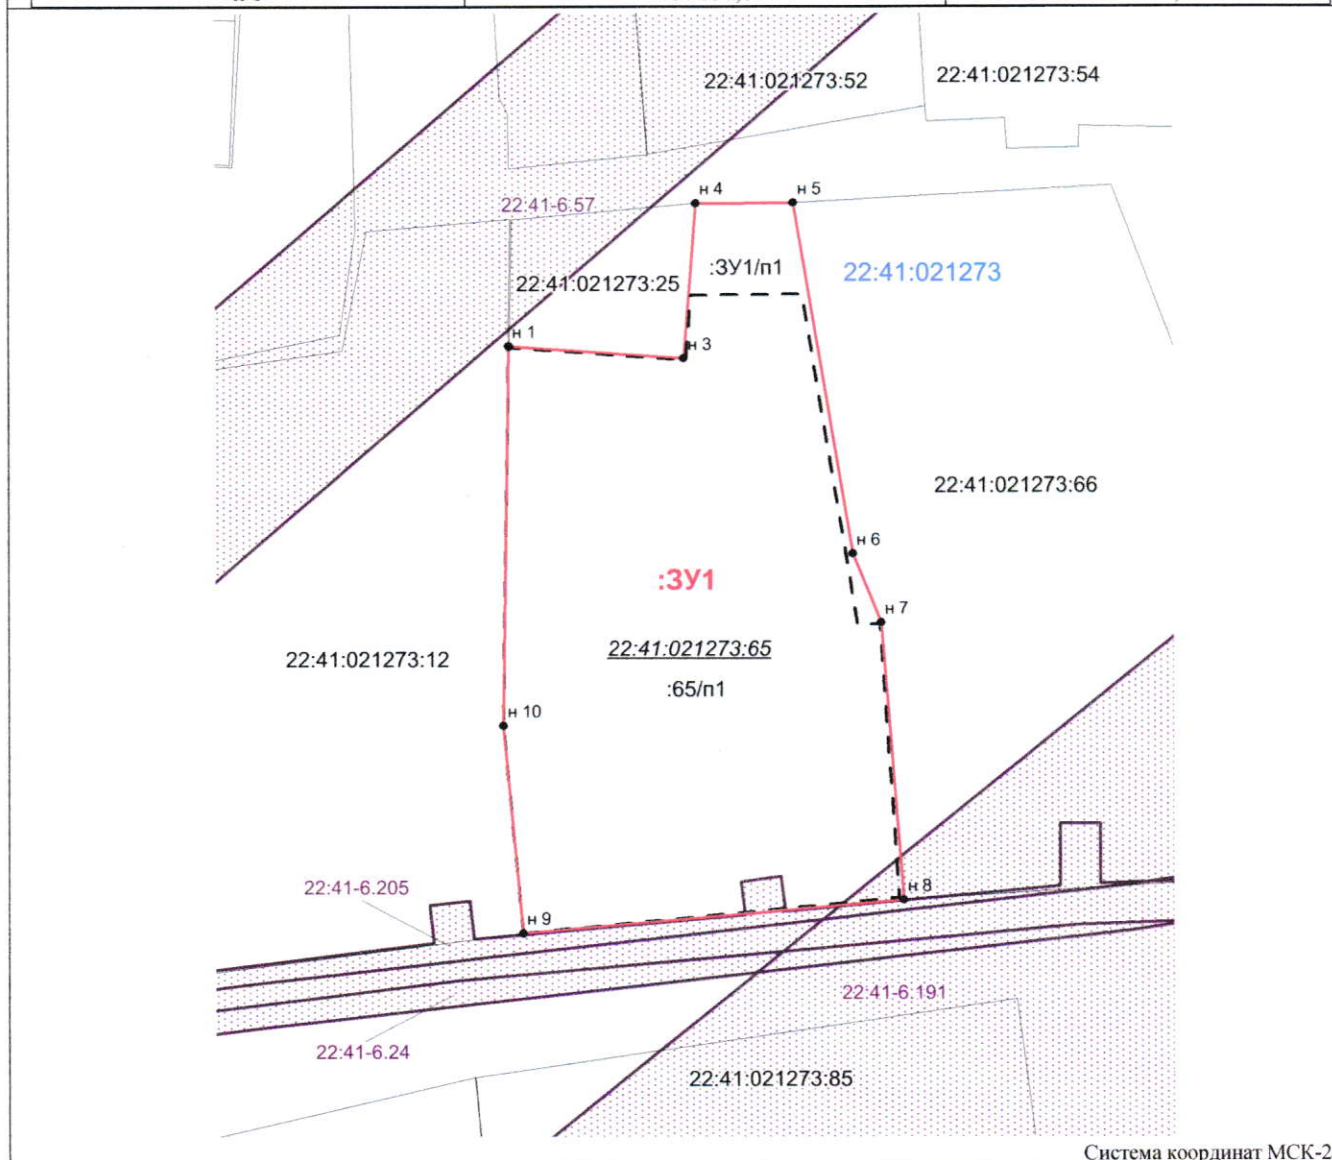 22:41:021273:52
22:41:021273:54
н 4
н 5
22:41-6.57
:ЗУ1/п1
22:41:021273
22:41:021273:25
н 1
н 3
22:41:021273:66
н 6
:ЗУ1
н 7
22:41:021273:65
22:41:021273:12
:65/п1
н 10
22:41-6.205
н 8
н 9
22:41-6.191
22:41-6.24
22:41:021273:85
Система координат МСК-2